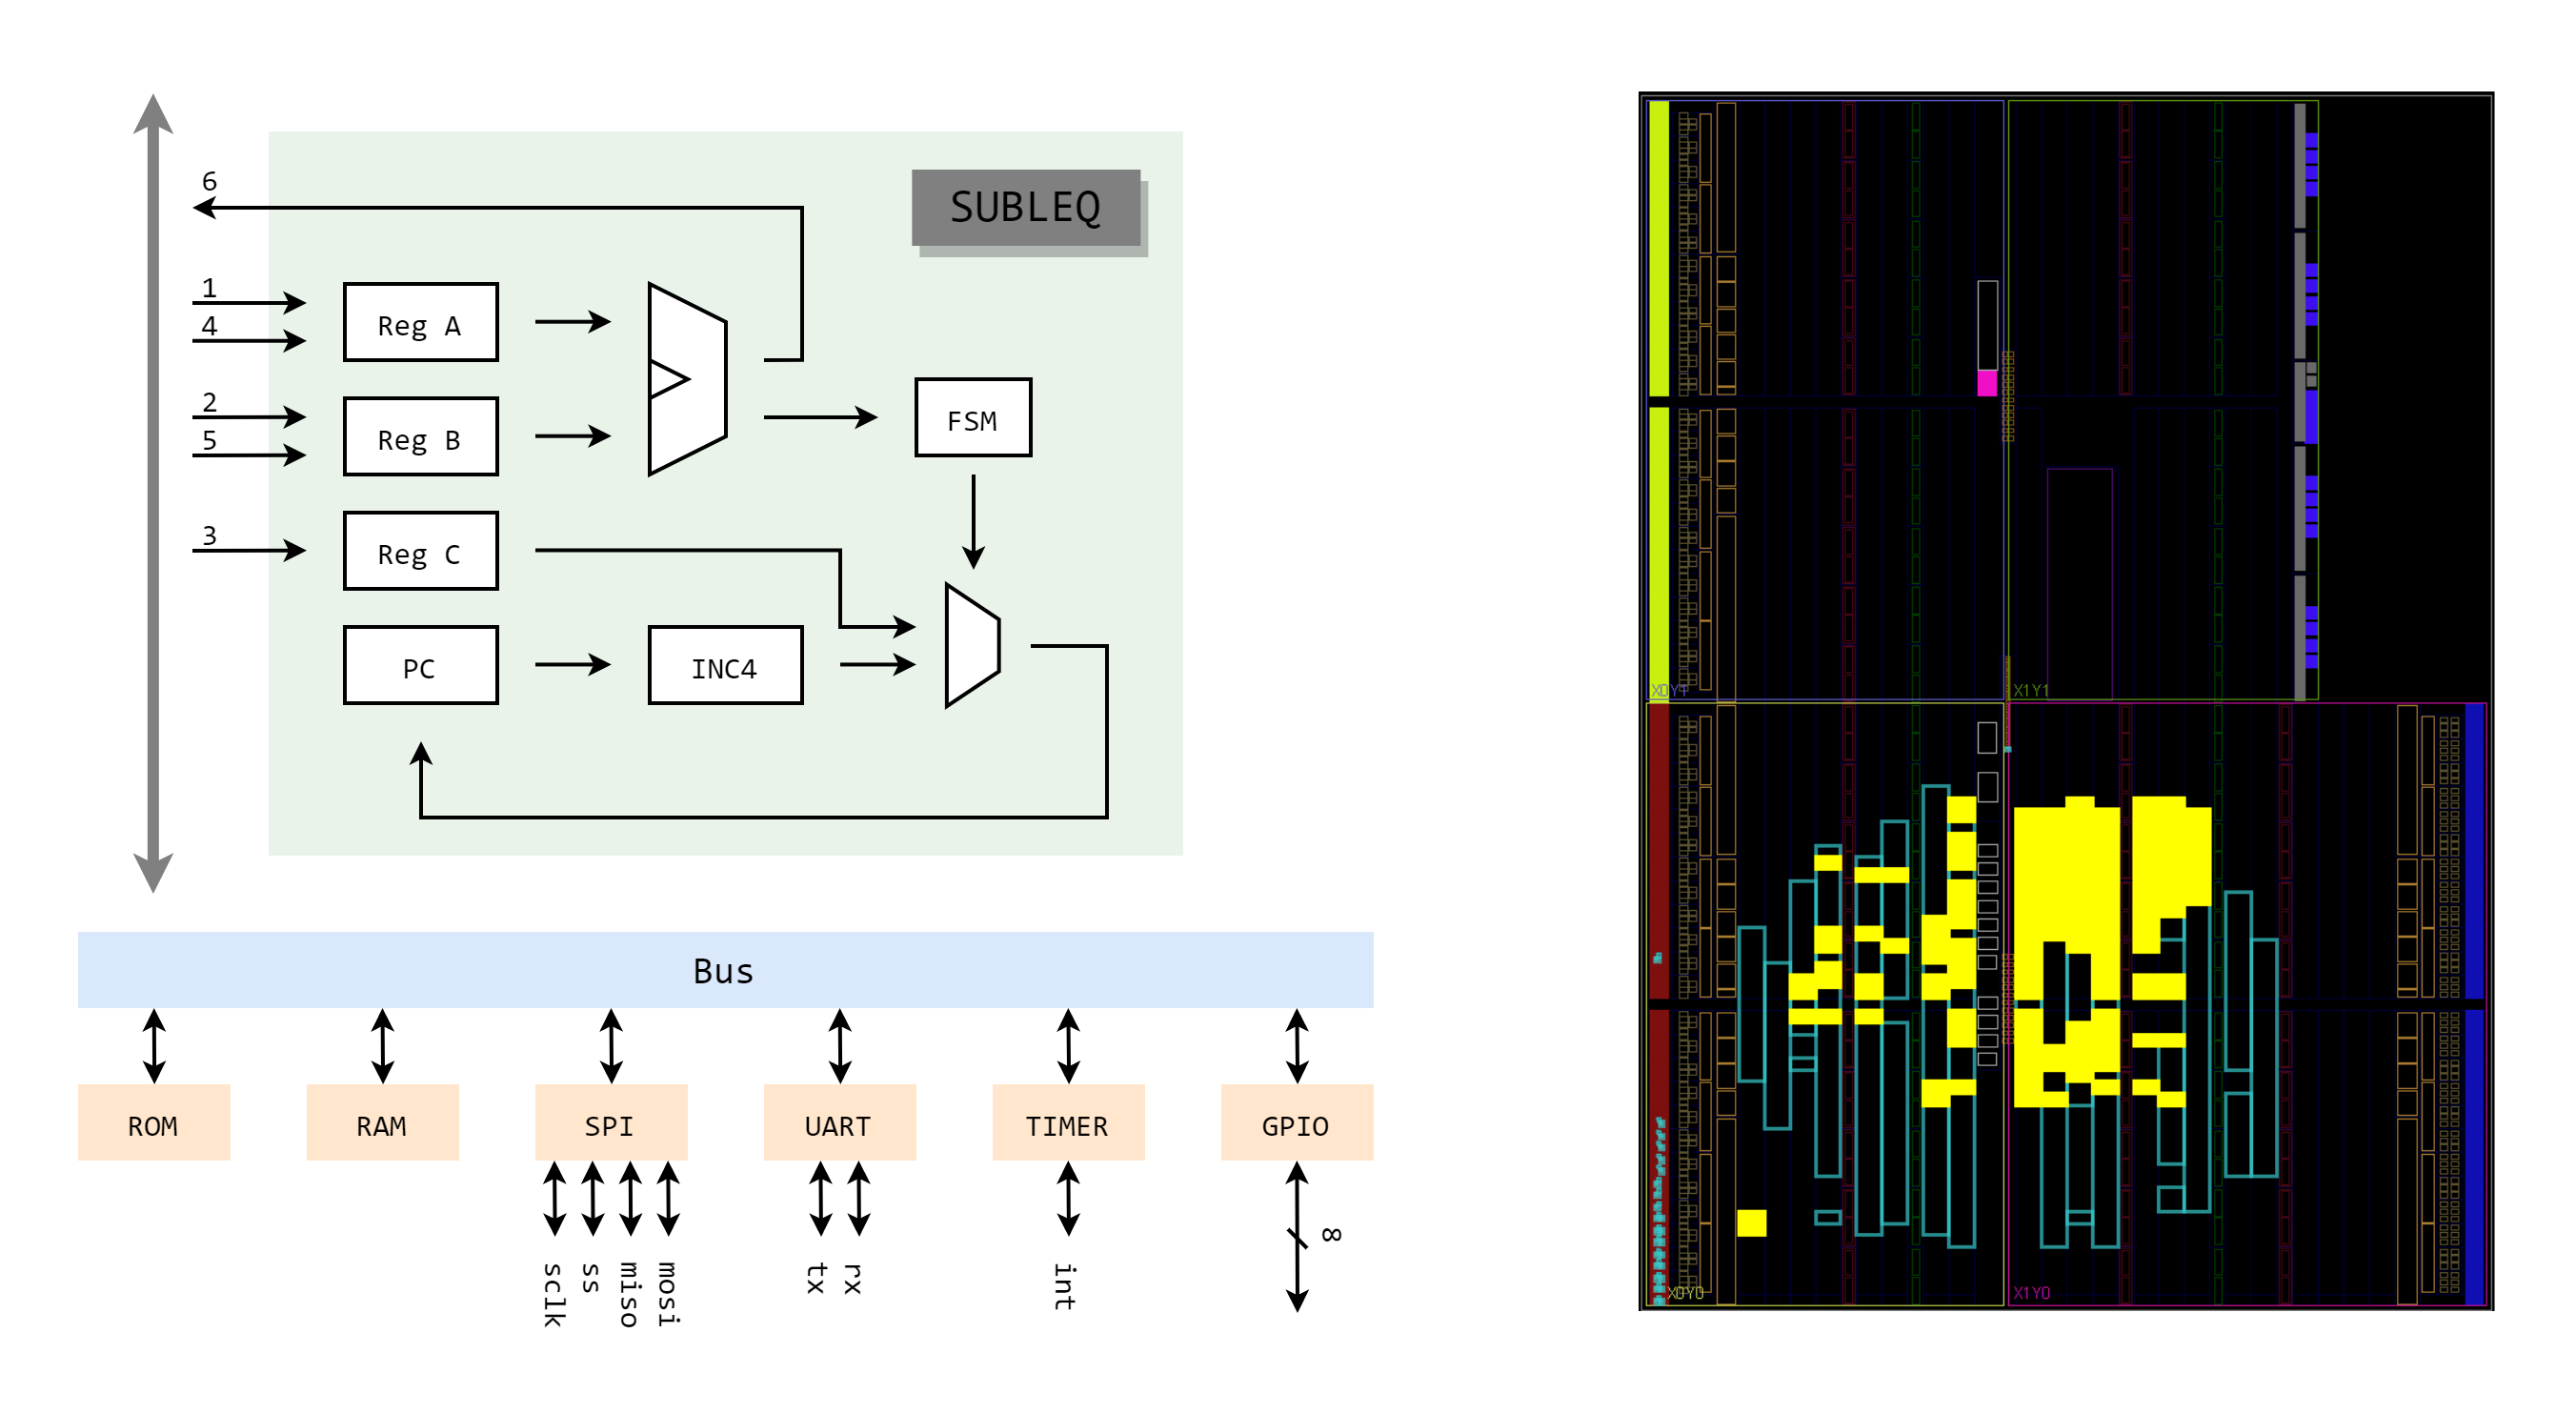 6
SUBLEQ
1
4
Reg A
2
5
Reg B
FSM
3
Reg C
PC
INC4
Bus
ROM
RAM
SPI
UART
TIMER
GPIO
sclk
ss
miso
mosi
tx
rx
int
8
X0Y1
X1Y1
X0Y0
X1Y0